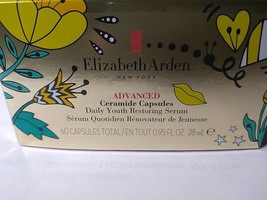 Elizabeth Arden
NEW YORK
ADVANCED
Ceramide Capsules
Daily Youth Restoring Serum
Sérum Quotidien Rénovateur de Jeunesse
60 CAPSULES TOTAL/EN TOUT 0.95 FL. OZ. 28 mL ℮